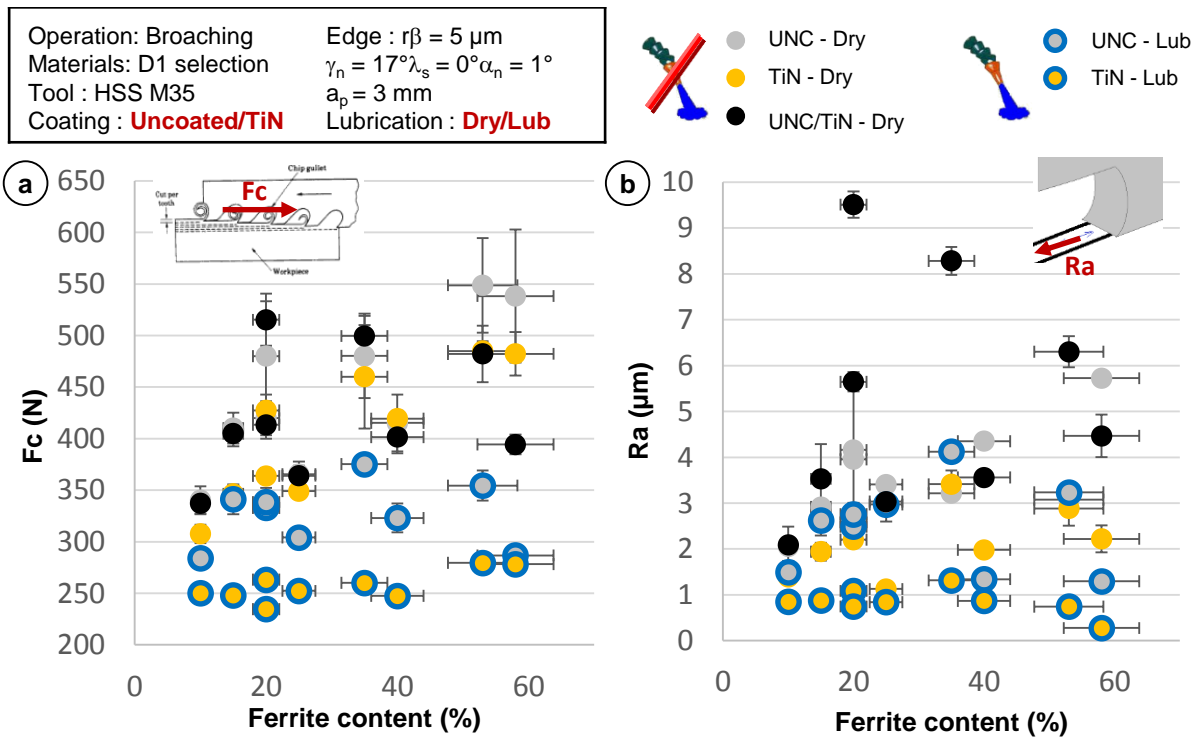 Operation: Broaching
Edge : rβ = 5 µm
Materials: D1 selection
γn = 17°λs = 0°αn = 1°
Tool : HSS M35
ap = 3 mm
Coating : Uncoated/TiN
Lubrication : Dry/Lub
UNC - Dry
UNC - Lub
TiN - Dry
TiN - Lub
UNC/TiN - Dry
a
650
600
550
500
450
400
350
300
250
200
Fc (N)
Chip gullet
Fc
Cut per
tooth
Workpiece
0
20
40
60
Ferrite content (%)
b
10
9
8
7
6
5
4
3
2
1
0
Ra (µm)
Ra
0
20
40
60
Ferrite content (%)